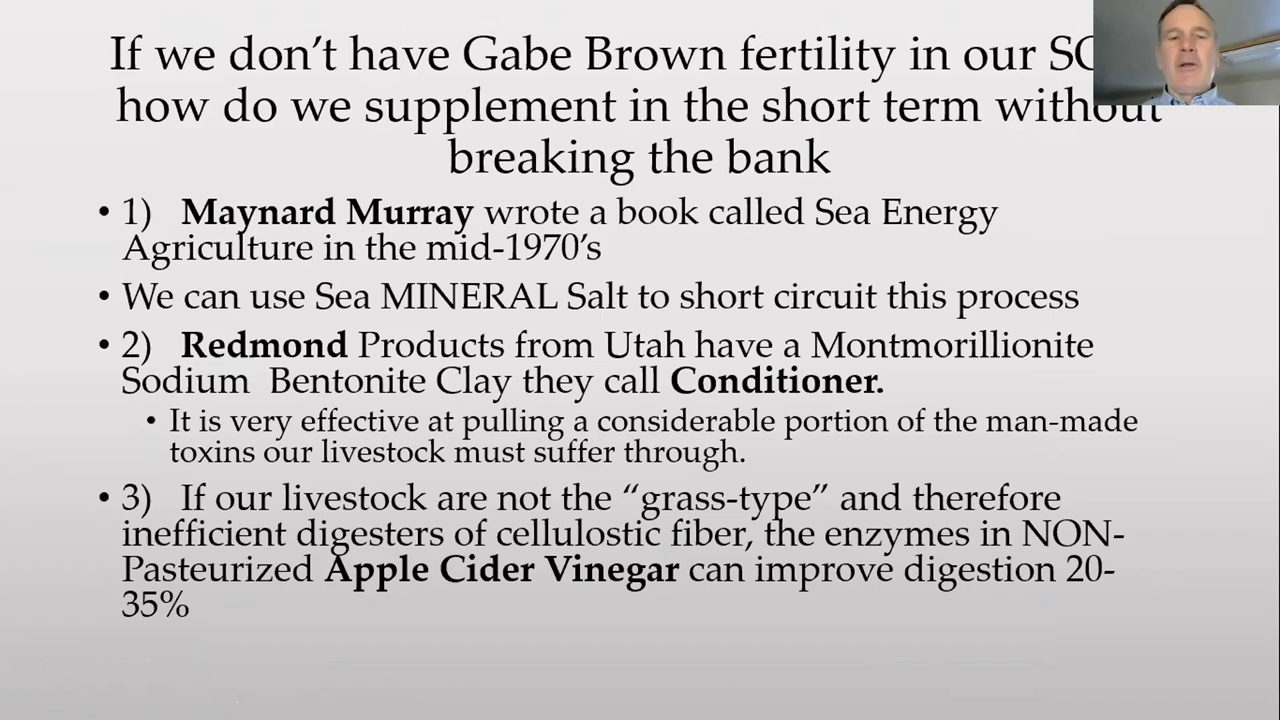 If we don’t have Gabe Brown fertility in our
how do we supplement in the short term without
breaking the bank
• 1) Maynard Murray wrote a book called Sea Energy
Agriculture in the mid-1970’s
• We can use Sea MINERAL Salt to short circuit this process
• 2) Redmond Products from Utah have a Montmorillionite
Sodium Bentonite Clay they call Conditioner.
• It is very effective at pulling a considerable portion of the man-made
toxins our livestock must suffer through.
• 3) If our livestock are not the “grass-type” and therefore
inefficient digesters of cellulostic fiber, the enzymes in NON-
Pasteurized Apple Cider Vinegar can improve digestion 20-
35%